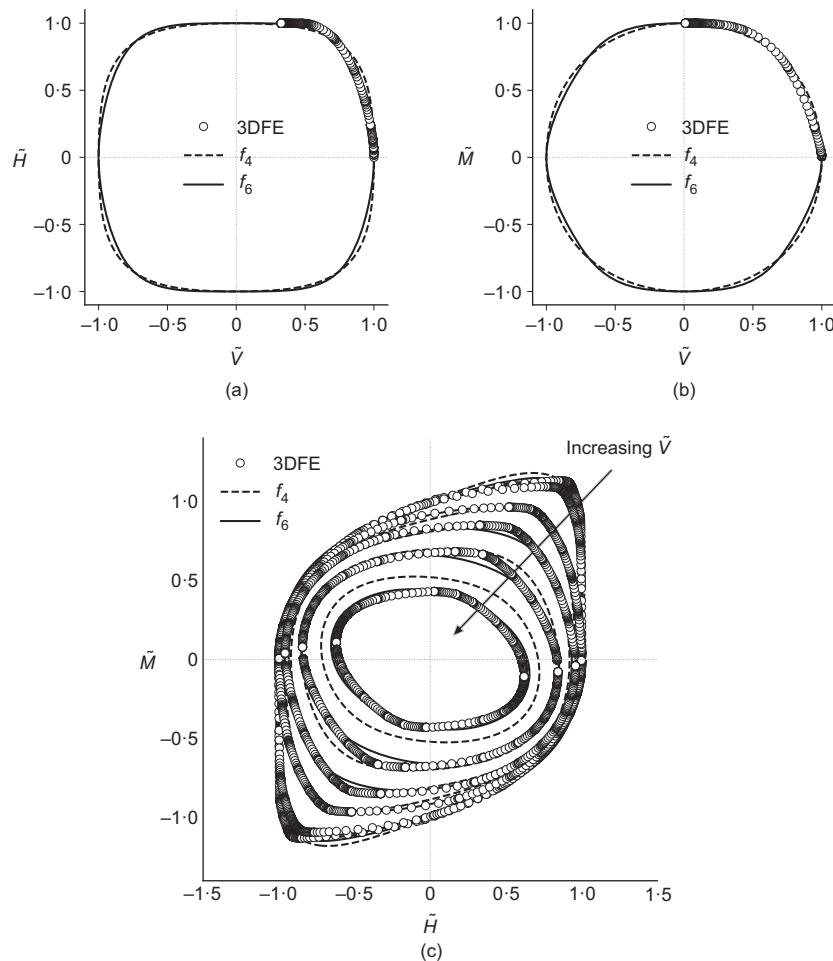 1·0
0·5
0
–0·5
–1·0
H̃
3DFE
f4
f6
–1·0
–0·5
0
0·5
1·0
Ṽ
(a)
1·0
0·5
0
–0·5
–1·0
M̃
3DFE
f4
f6
–1·0
–0·5
0
0·5
1·0
Ṽ
(b)
3DFE
f4
f6
Increasing Ṽ
1·0
0·5
0
–0·5
–1·0
M̃
–1·5
–1·0
–0·5
0
0·5
1·0
1·5
H̃
(c)